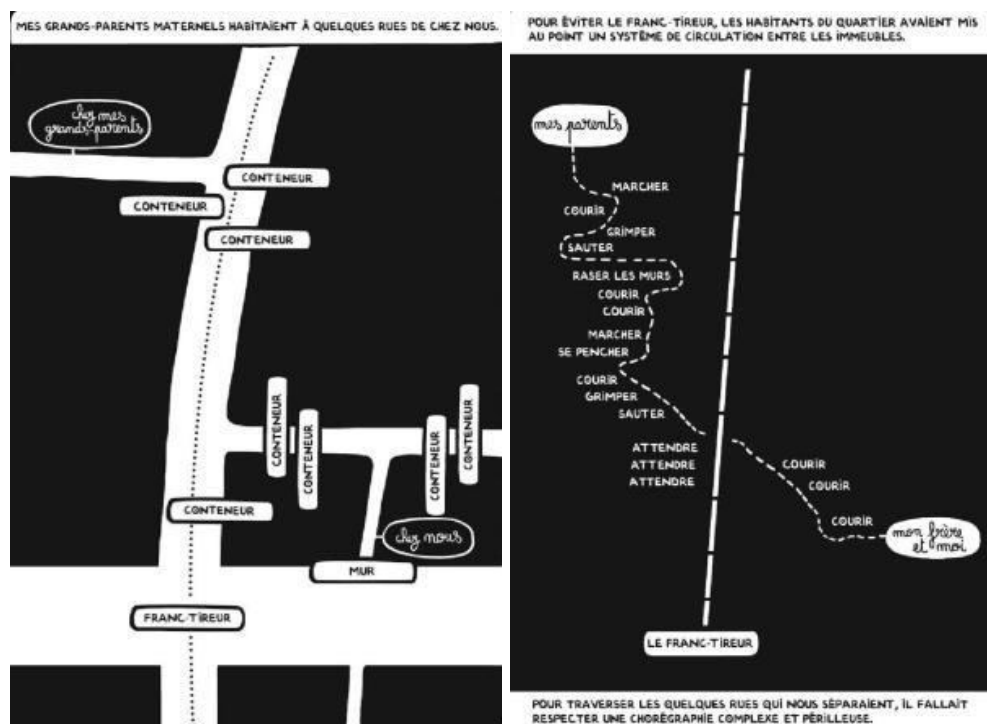 MES GRANDS-PARENTS MATERNELS HABITAIENT À QUELQUES RUES DE CHEZ NOUS.
chez mes
grands-parents
CONTENEUR
CONTENEUR
CONTENEUR
CONTENEUR
CONTENEUR
CONTENEUR
CONTENEUR
CONTENEUR
chez nous
MUR
FRANC-TIREUR
POUR ÉVITER LE FRANC-TIREUR, LES HABITANTS DU QUARTIER AVAIENT MIS
AU POINT UN SYSTÈME DE CIRCULATION ENTRE LES IMMEUBLES.
mes parents
MARCHER
COURIR
GRIMPER
SAUTER
RASER LES MURS
COURIR
COURIR
MARCHER
SE PENCHER
COURIR
GRIMPER
SAUTER
ATTENDRE
ATTENDRE
ATTENDRE
COURIR
COURIR
COURIR
mon frère
et moi
LE FRANC-TIREUR
POUR TRAVERSER LES QUELQUES RUES QUI NOUS SÉPARAIENT, IL FALLAIT
RESPECTER UNE CHORÉGRAPHIE COMPLEXE ET PÉRILLEUSE.